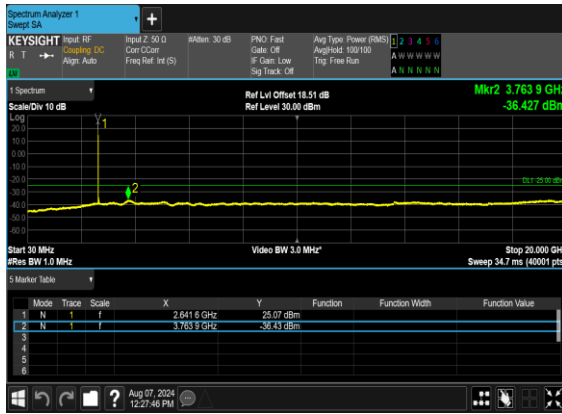 Spectrum Analyzer 1
Swept SA
KEYSIGHT
R T
Input: RF
Coupling: DC
Align: Auto
Input Z: 50 Ω
Corr CCorr
Freq Ref: Int (S)
#Atten: 30 dB
PNO: Fast
Gate: Off
IF Gain: Low
Sig Track: Off
Avg Type: Power (RMS)
Avg|Hold: 100/100
Trig: Free Run
1 2 3 4 5 6
A W W W W W
A N N N N N
1 Spectrum
Scale/Div 10 dB
Ref Lvl Offset 18.51 dB
Ref Level 30.00 dBm
Mkr2 3.763 9 GHz
-36.427 dBm
Log
20.0
10.0
0.00
-10.0
-20.0
-30.0
-40.0
-50.0
-60.0
1
2
DL1 -25.00 dBm
Start 30 MHz
#Res BW 1.0 MHz
Video BW 3.0 MHz*
Stop 20.000 GH
Sweep 34.7 ms (40001 pts
5 Marker Table
Mode Trace Scale X Y Function Function Width Function Value
1 N 1 f 2.641 6 GHz 25.07 dBm
2 N 1 f 3.763 9 GHz -36.43 dBm
3
4
5
6
?
Aug 07, 2024
12:27:46 PM